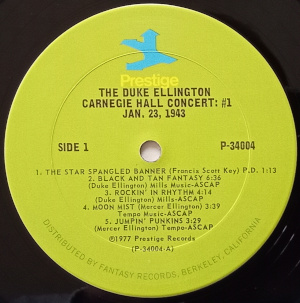 Prestige
THE DUKE ELLINGTON
CARNEGIE HALL CONCERT: #1
JAN. 23, 1943
SIDE 1 P-34004
1. THE STAR SPANGLED BANNER (Francis Scott Key) P.D. 1:13
2. BLACK AND TAN FANTASY 6:36
(Duke Ellington) Mills Music-ASCAP
3. ROCKIN' IN RHYTHM 4:14
(Duke Ellington) Mills-ASCAP
4. MOON MIST (Mercer Ellington) 3:39
Tempo Music-ASCAP
5. JUMPIN' PUNKINS 3:29
(Mercer Ellington) Tempo-ASCAP
©1977 Prestige Records
(P-34004-A)
DISTRIBUTED BY FANTASY RECORDS, BERKELEY, CALIFORNIA